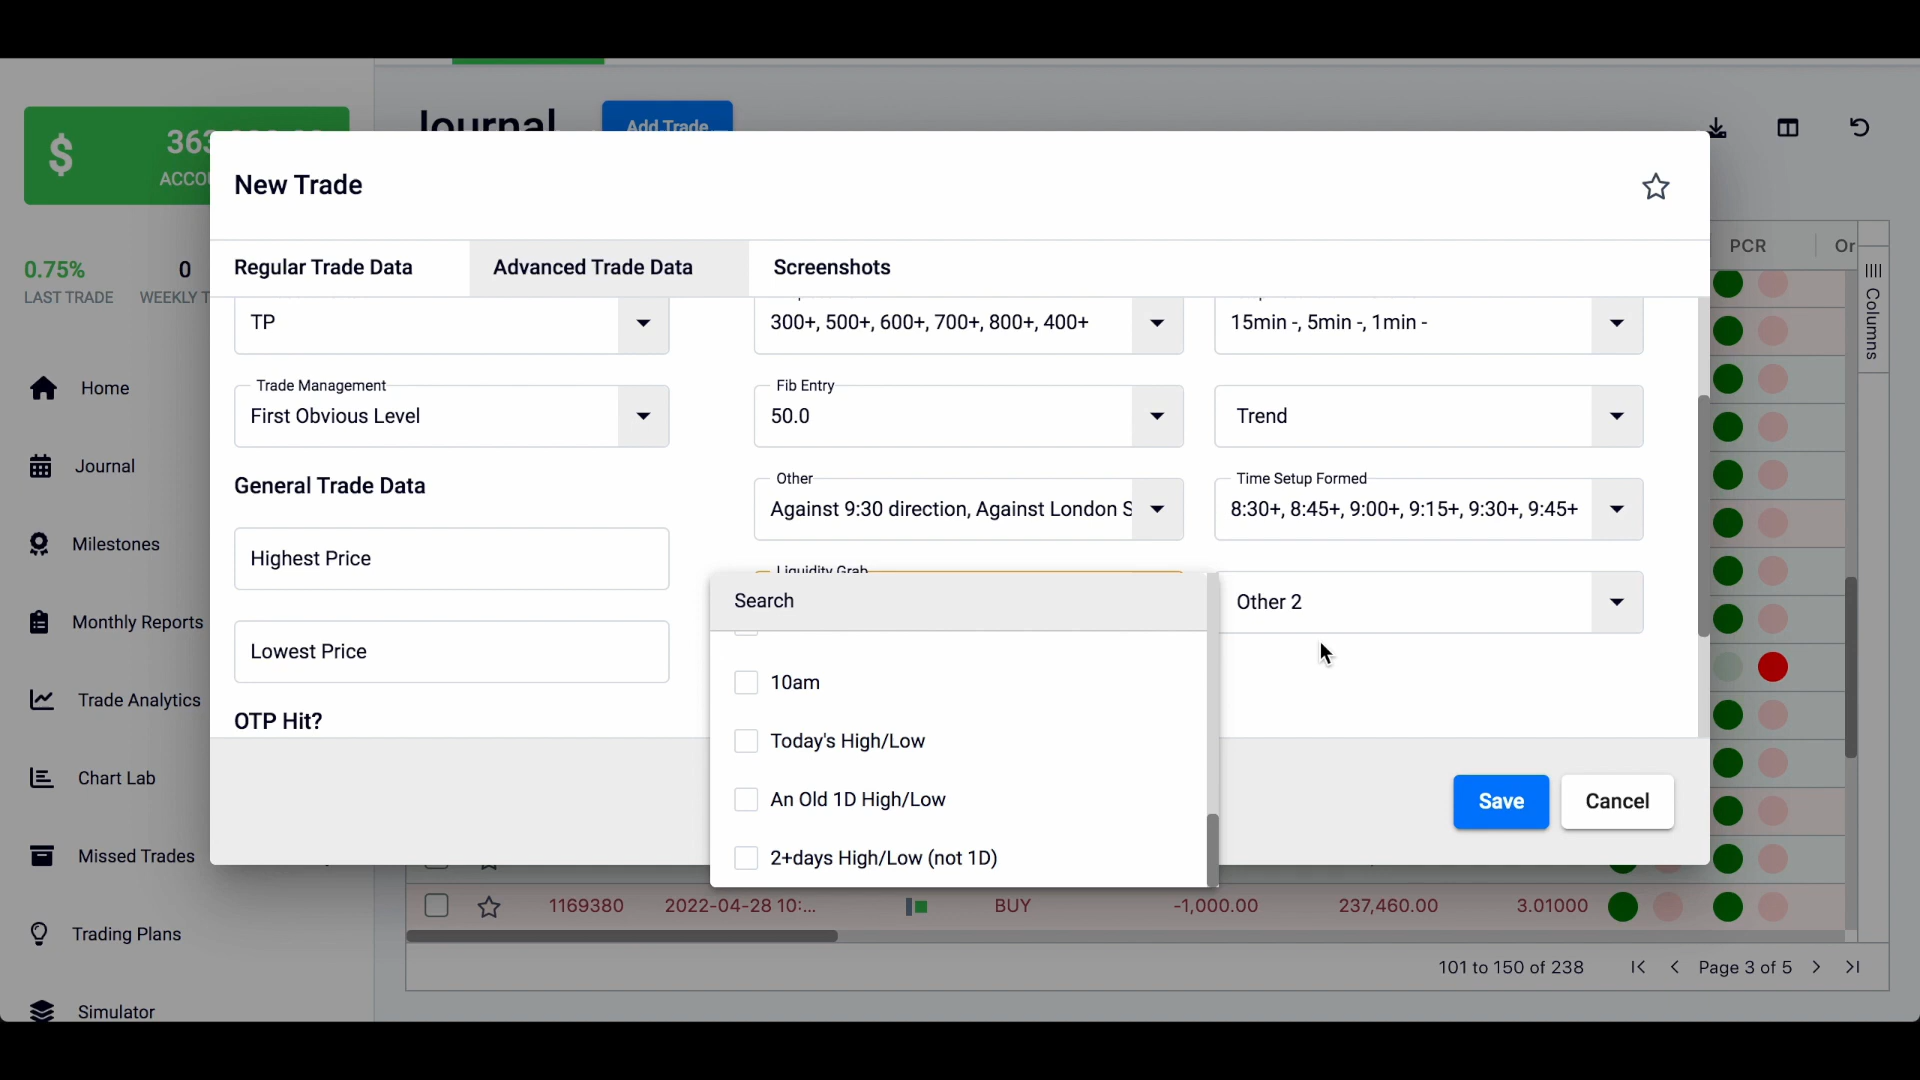 363
ACCOU
0.75%
0
LAST TRADE
WEEKLY T
Home
Journal
Milestones
Monthly Reports
Trade Analytics
Chart Lab
Missed Trades
Trading Plans
Simulator
Journal
Add Trade
New Trade
Regular Trade Data
Advanced Trade Data
Screenshots
TP
300+, 500+, 600+, 700+, 800+, 400+
15min -, 5min -, 1min -
Trade Management
First Obvious Level
Fib Entry
50.0
Trend
General Trade Data
Other
Against 9:30 direction, Against London S
Time Setup Formed
8:30+, 8:45+, 9:00+, 9:15+, 9:30+, 9:45+
Highest Price
Liquidity Grab
Other 2
Search
Lowest Price
10am
OTP Hit?
Today's High/Low
An Old 1D High/Low
2+days High/Low (not 1D)
Save
Cancel
PCR
Or
Columns
1169380
2022-04-28 10:...
BUY
-1,000.00
237,460.00
3.01000
101 to 150 of 238
Page 3 of 5